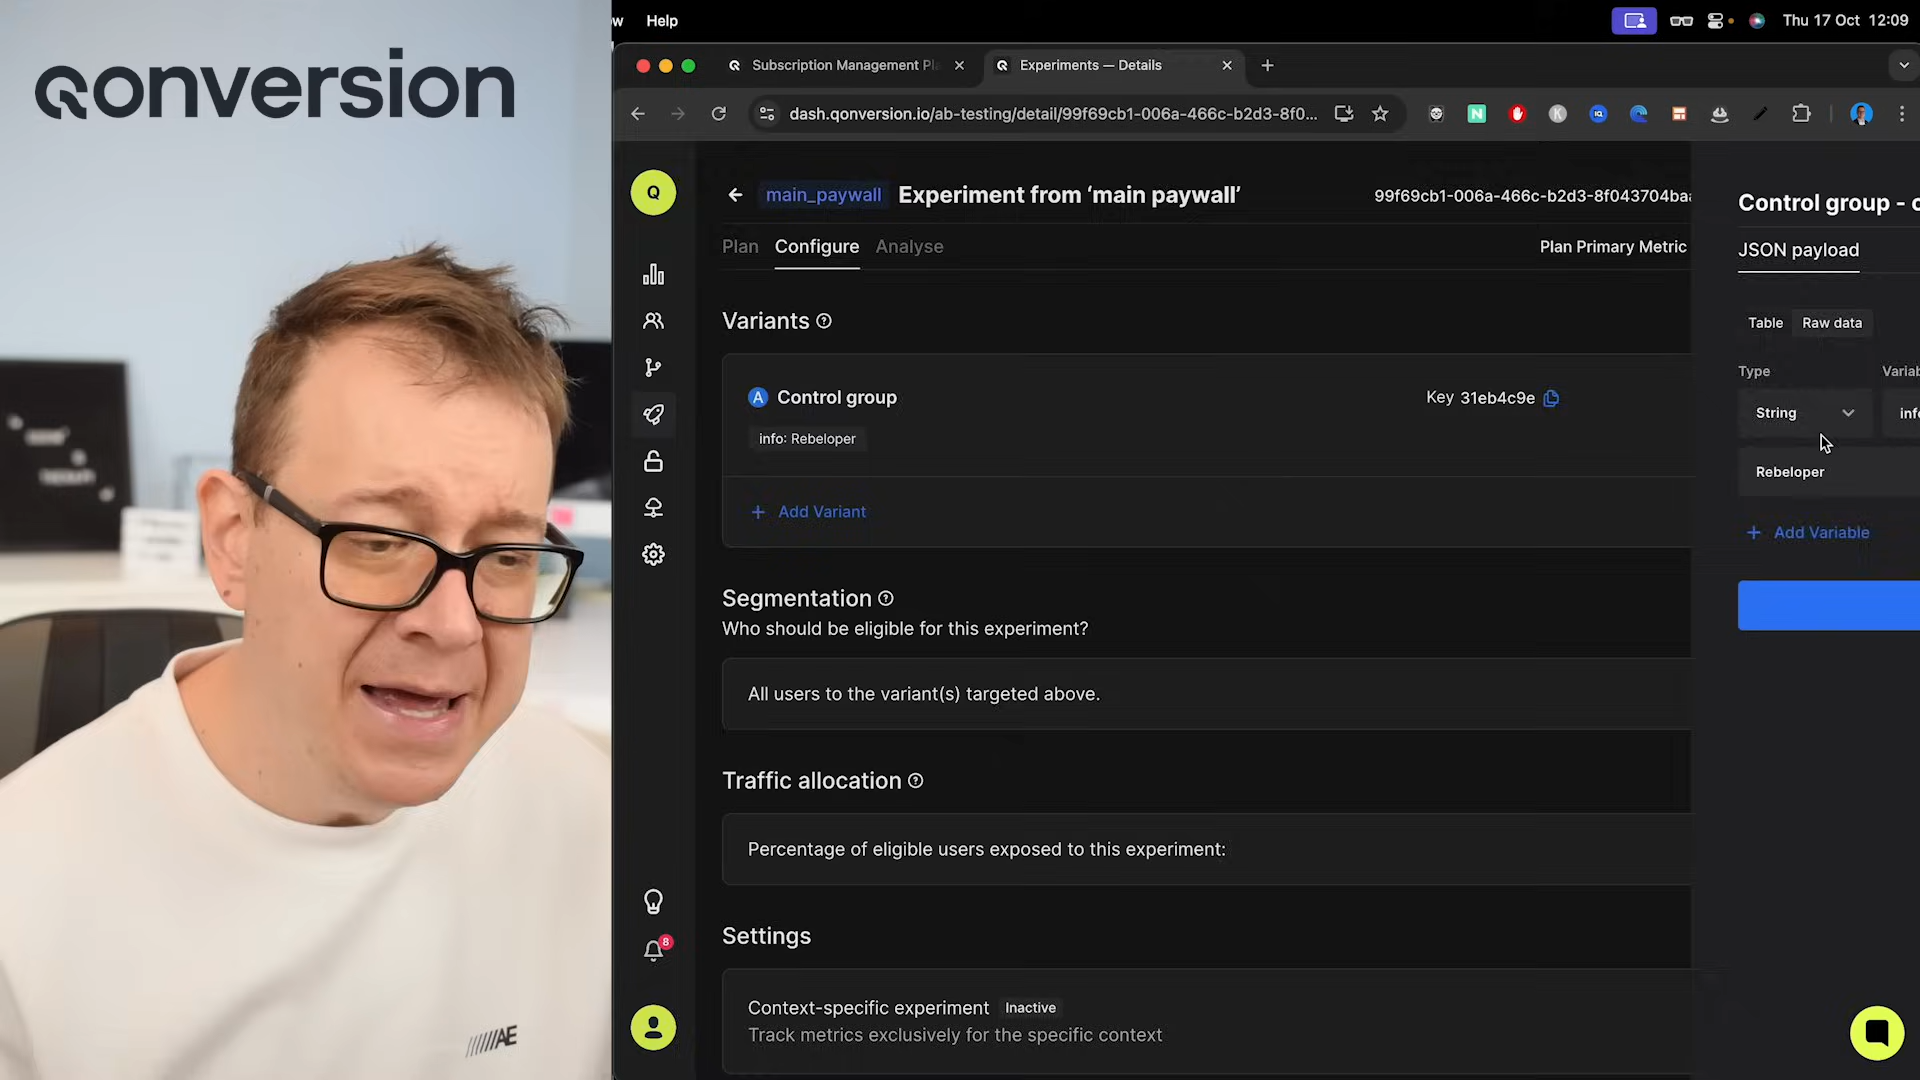 Qonversion
Help
Thu 17 Oct 12:09
Subscription Management Pl
Experiments — Details
dash.qonversion.io/ab-testing/detail/99f69cb1-006a-466c-b2d3-8f0...
Q
main_paywall
Experiment from ‘main paywall’
99f69cb1-006a-466c-b2d3-8f043704baa
Plan
Configure
Analyse
Plan Primary Metric
Variants
A
Control group
Key 31eb4c9e
info: Rebeloper
+ Add Variant
Segmentation
Who should be eligible for this experiment?
All users to the variant(s) targeted above.
Traffic allocation
Percentage of eligible users exposed to this experiment:
Settings
Context-specific experiment
Inactive
Track metrics exclusively for the specific context
8
Control group -
JSON payload
Table
Raw data
Type
String
Rebeloper
+ Add Variable
AE